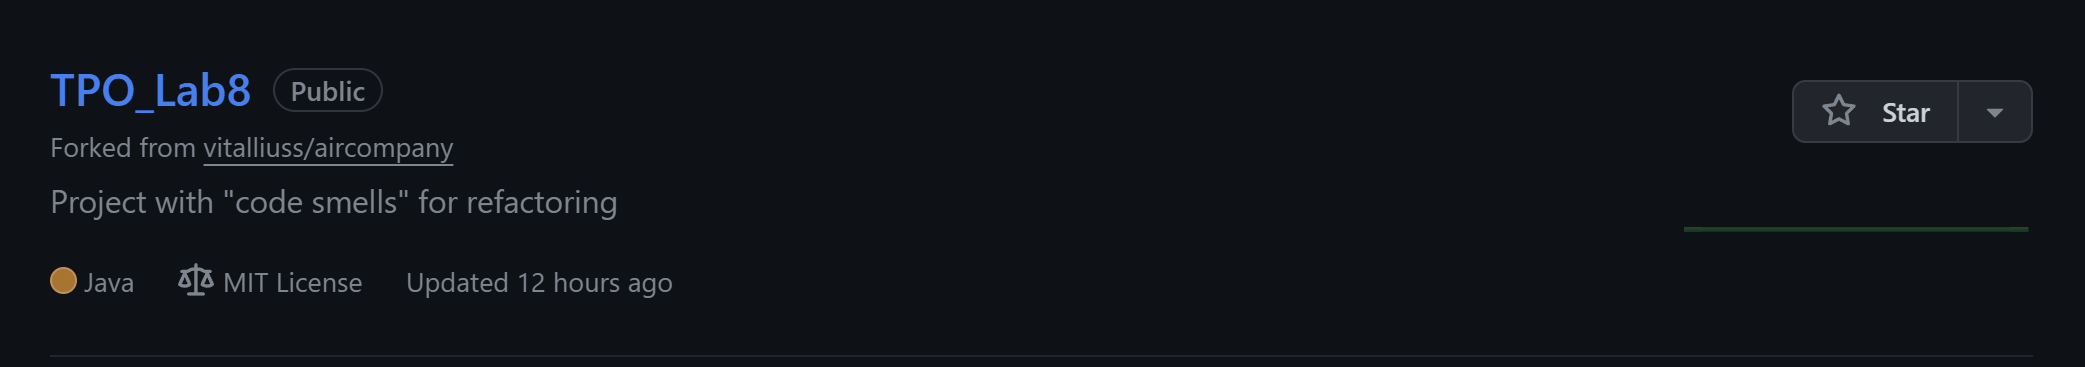 TPO_Lab8 Public
Star
Forked from vitalliuss/aircompany
Project with "code smells" for refactoring
Java MIT License Updated 12 hours ago